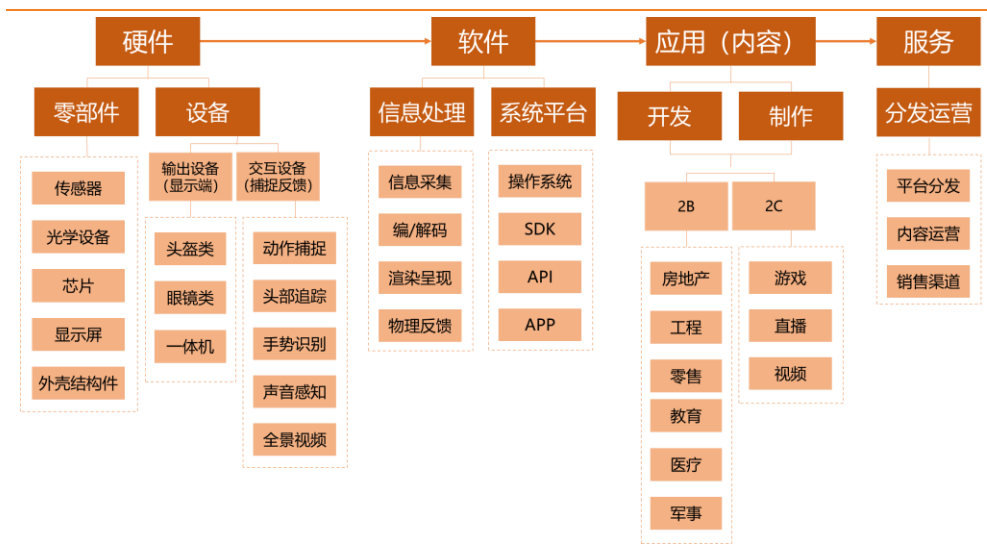 硬件
软件
应用（内容）
服务
零部件
设备
信息处理
系统平台
开发
制作
分发运营
传感器
光学设备
芯片
显示屏
外壳结构件
输出设备
（显示端）
头盔类
眼镜类
一体机
交互设备
（捕捉反馈）
动作捕捉
头部追踪
手势识别
声音感知
全景视频
信息采集
编/解码
渲染呈现
物理反馈
操作系统
SDK
API
APP
2B
房地产
工程
零售
教育
医疗
军事
2C
游戏
直播
视频
平台分发
内容运营
销售渠道